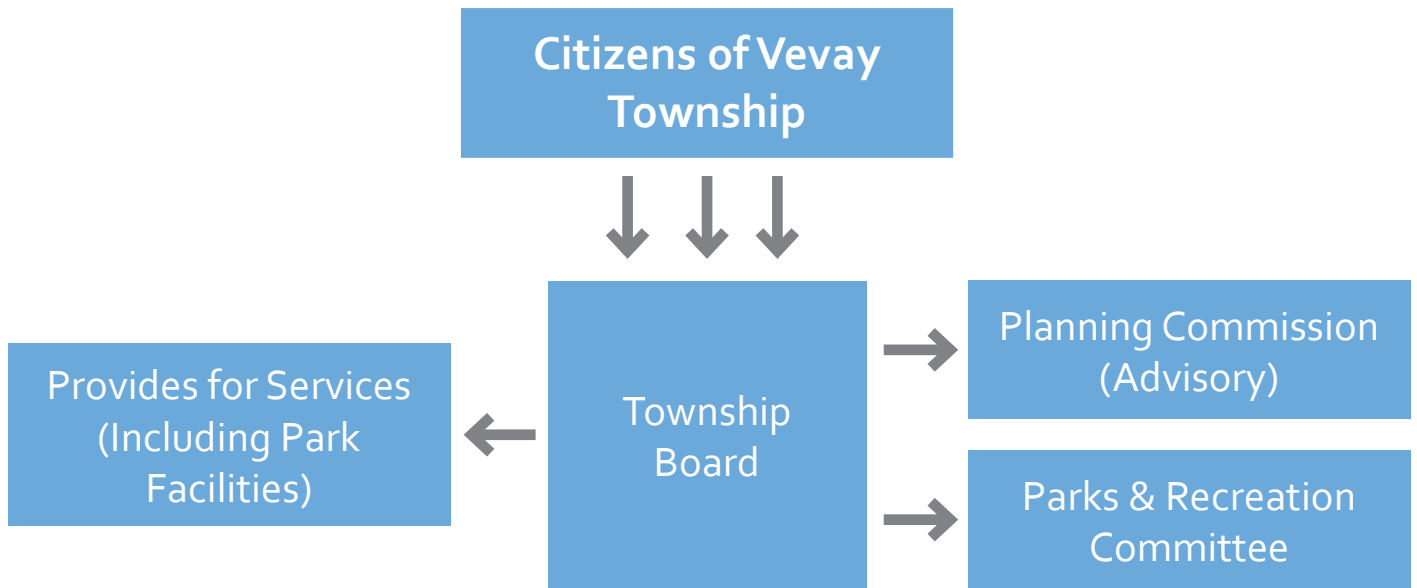 Citizens of Vevay
Township
Provides for Services
(Including Park
Facilities)
Township
Board
Planning Commission
(Advisory)
Parks & Recreation
Committee